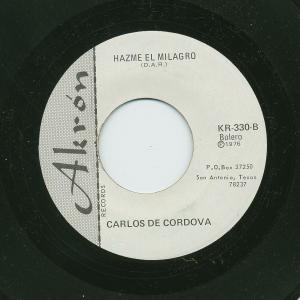 HAZME EL MILAGRO
(D.A.R.)
Akrón
RECORDS
KR-330-B
Bolero
℗1976
P.O.Box 37250
San Antonio, Texas
78237
CARLOS DE CORDOVA